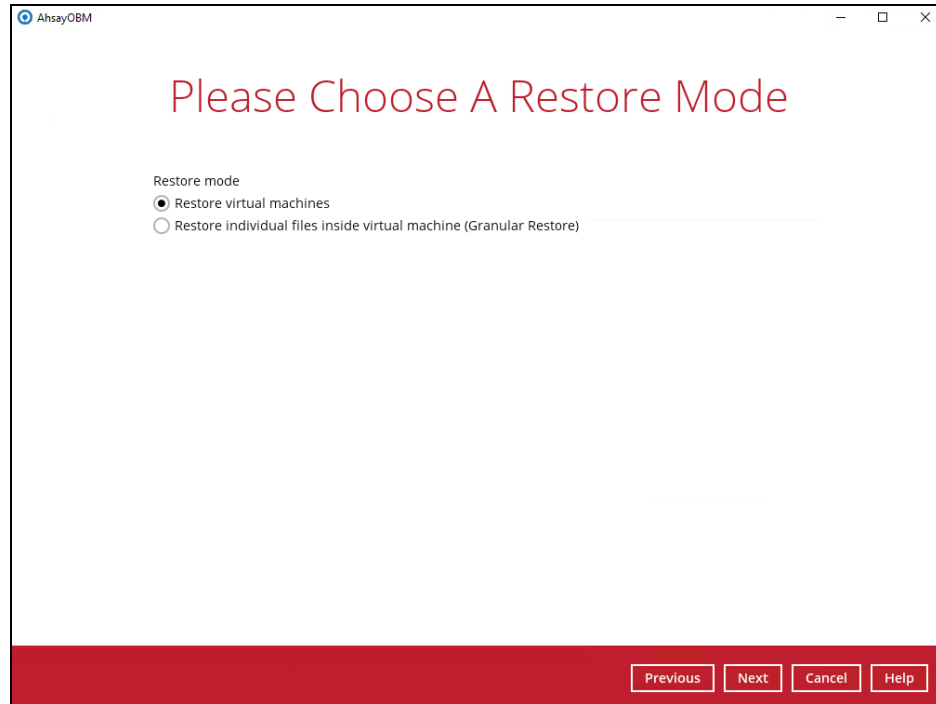 AhsayOBM
Please Choose A Restore Mode
Restore mode
Restore virtual machines
Restore individual files inside virtual machine (Granular Restore)
Previous Next Cancel Help